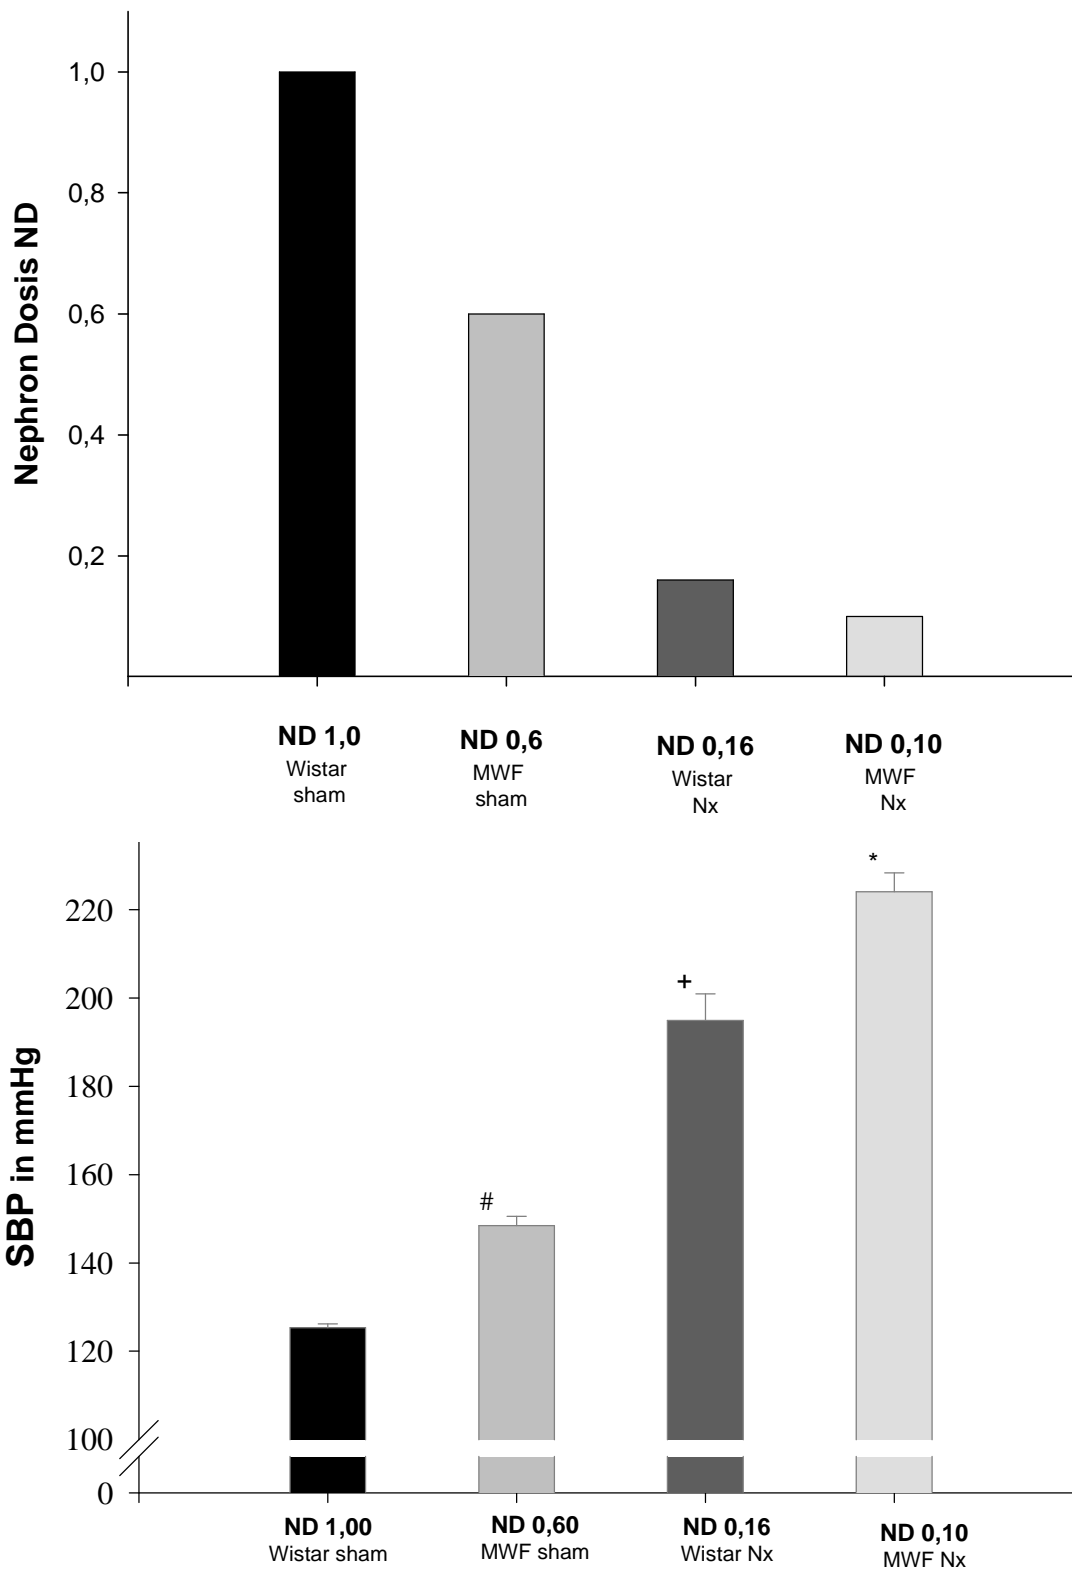 Nephron Dosis ND
1,0
0,8
0,6
0,4
0,2
ND 1,0
Wistar
sham
ND 0,6
MWF
sham
ND 0,16
Wistar
Nx
ND 0,10
MWF
Nx
SBP in mmHg
220
200
180
160
140
120
100
0
#
+
*
ND 1,00
Wistar sham
ND 0,60
MWF sham
ND 0,16
Wistar Nx
ND 0,10
MWF Nx